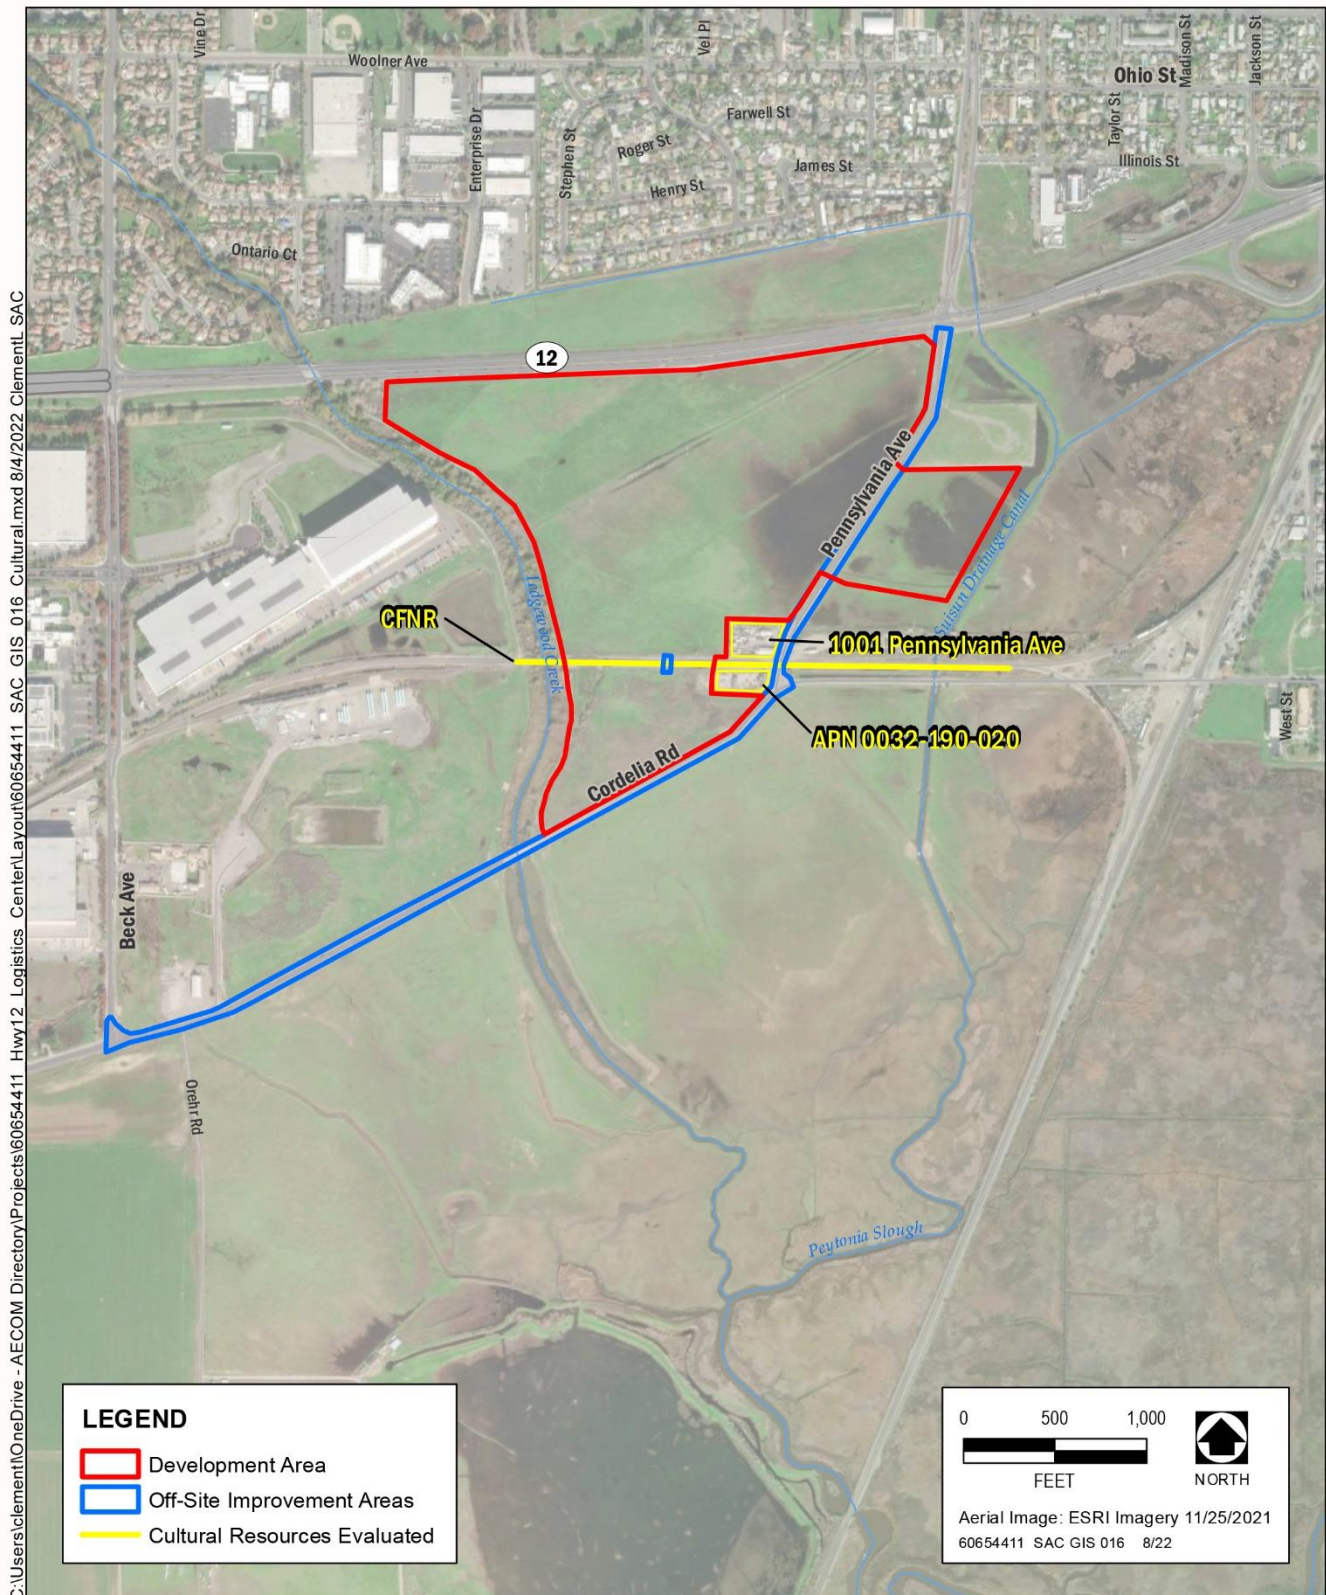 Vine Dr
Woolner Ave
Vel Pl
Madison St
Jackson St
Ohio St
Enterprise Dr
Stephen St
Farwell St
Roger St
James St
Taylor St
Illinois St
Henry St
Ontario Ct
12
Pennsylvania Ave
Suisun Drainage Canal
Ledgewood Creek
CFNR
1001 Pennsylvania Ave
APN 0032-190-020
West St
Cordelia Rd
Beck Ave
Orehr Rd
Peytonia Slough
C:\Users\clementl\OneDrive - AECOM Directory\Projects\60654411_Hwy12_Logistics_Center\Layout\60654411_SAC_GIS_016_Cultural.mxd 8/4/2022 ClementL_SAC
LEGEND
Development Area
Off-Site Improvement Areas
Cultural Resources Evaluated
0 500 1,000
FEET
NORTH
Aerial Image: ESRI Imagery 11/25/2021
60654411 SAC GIS 016 8/22